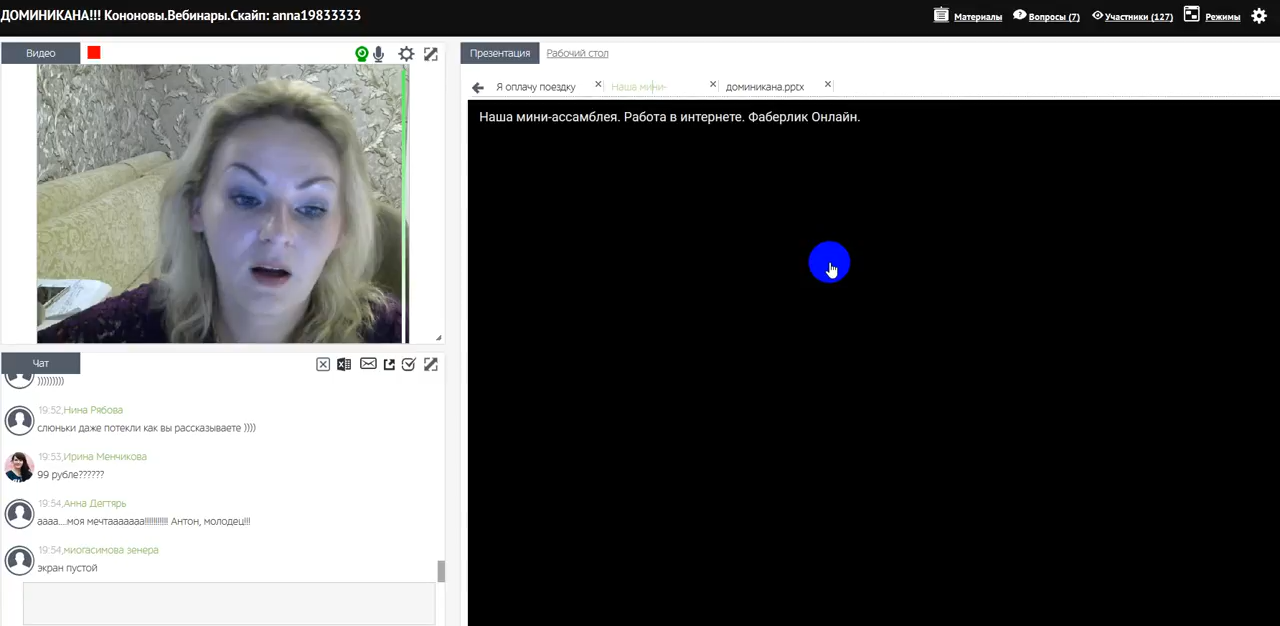 ДОМИНИКАНА!!! Кононовы.Вебинары.Скайп: anna19833333
Материалы
Вопросы (7)
Участники (127)
Режимы
Видео
Презентация
Рабочий стол
Я оплачу поездку
Наша мини-
доминикана.pptx
Наша мини-ассамблея. Работа в интернете. Фаберлик Онлайн.
Чат
)))))))))
19:52,Нина Рябова
слюньки даже потекли как вы рассказываете ))))
19:53,Ирина Менчикова
99 рубле??????
19:54,Анна Дегтярь
аааа....моя мечтааааааа!!!!!!!!!!! Антон, молодец!!!
19:54,миогасимова зенера
экран пустой